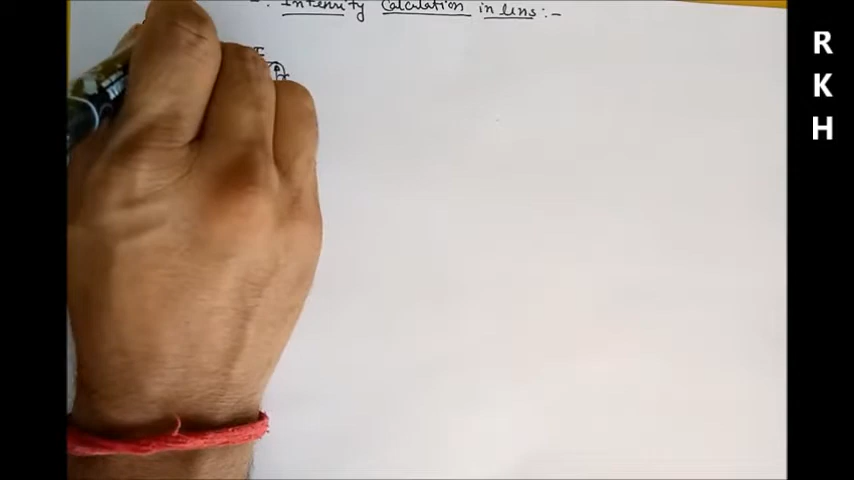 :- Intensity Calculation in lens :-
R
K
H